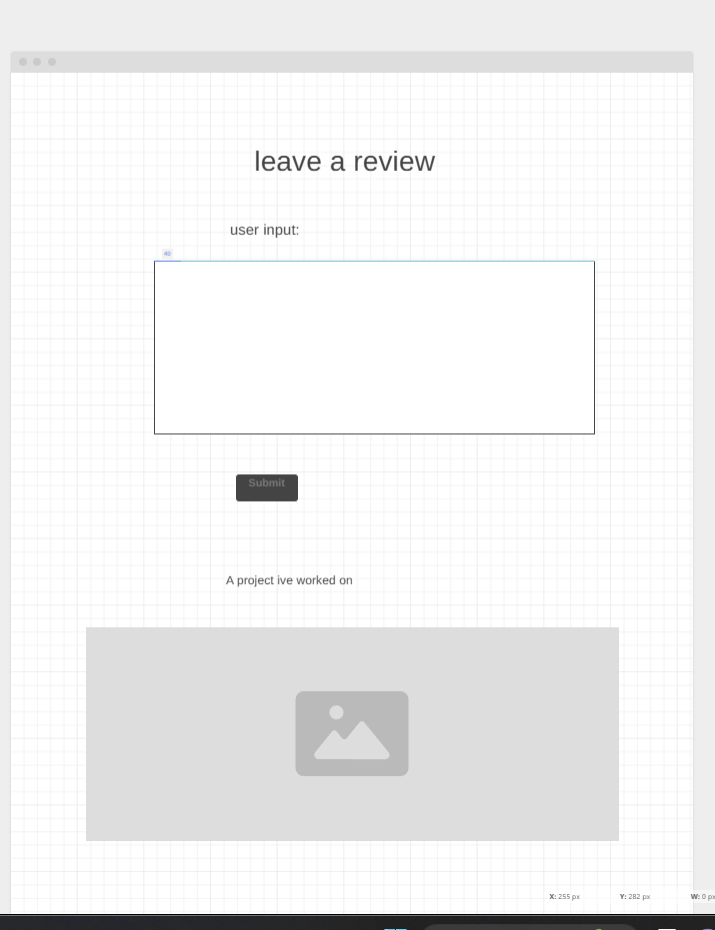 leave a review
user input:
40
Submit
A project ive worked on
X: 255 px Y: 282 px W: 0 px